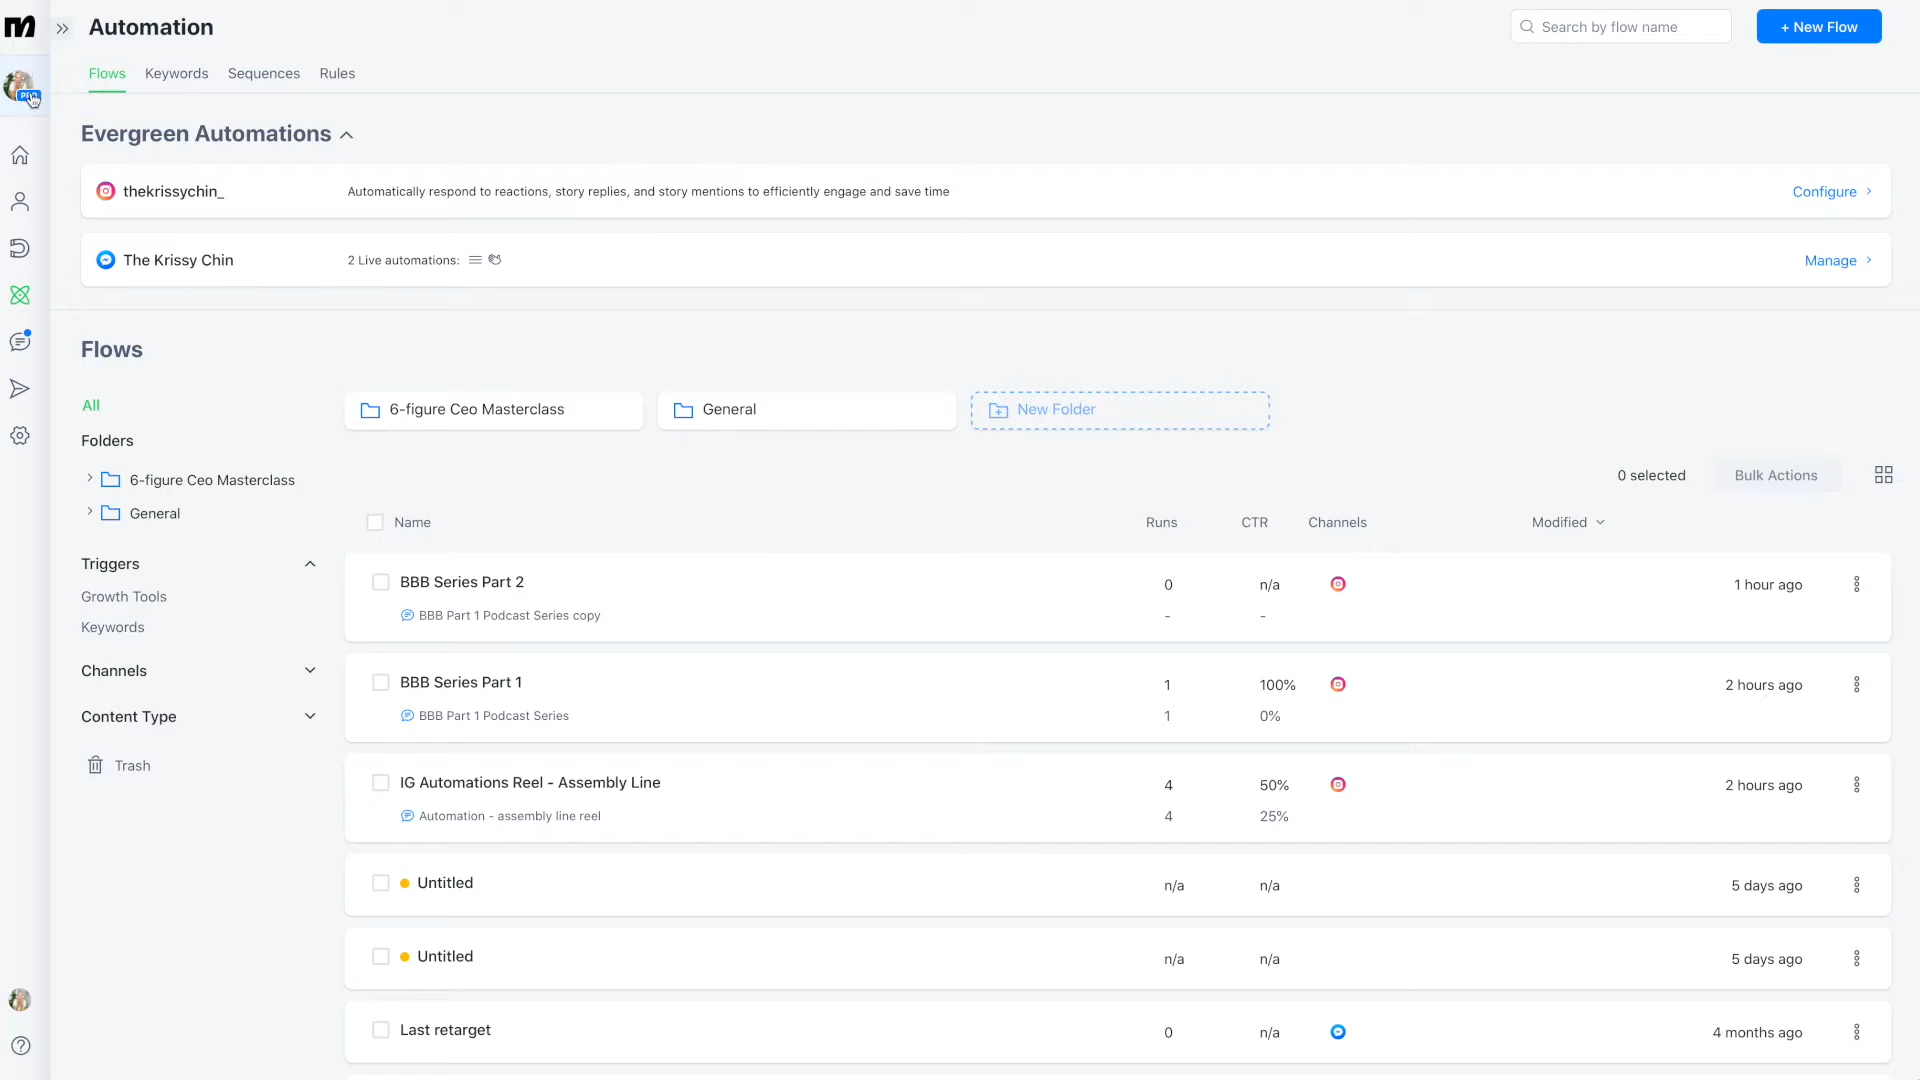 Automation
Search by flow name
+ New Flow
Flows Keywords Sequences Rules
PRO
Evergreen Automations
thekrissychin_ Automatically respond to reactions, story replies, and story mentions to efficiently engage and save time Configure
The Krissy Chin 2 Live automations: Manage
Flows
All
6-figure Ceo Masterclass General New Folder
Folders
6-figure Ceo Masterclass
General
Triggers
Growth Tools
Keywords
Channels
Content Type
Trash
0 selected Bulk Actions
Name Runs CTR Channels Modified
BBB Series Part 2 0 n/a 1 hour ago
BBB Part 1 Podcast Series copy - -
BBB Series Part 1 1 100% 2 hours ago
BBB Part 1 Podcast Series 1 0%
IG Automations Reel - Assembly Line 4 50% 2 hours ago
Automation - assembly line reel 4 25%
Untitled n/a n/a 5 days ago
Untitled n/a n/a 5 days ago
Last retarget 0 n/a 4 months ago